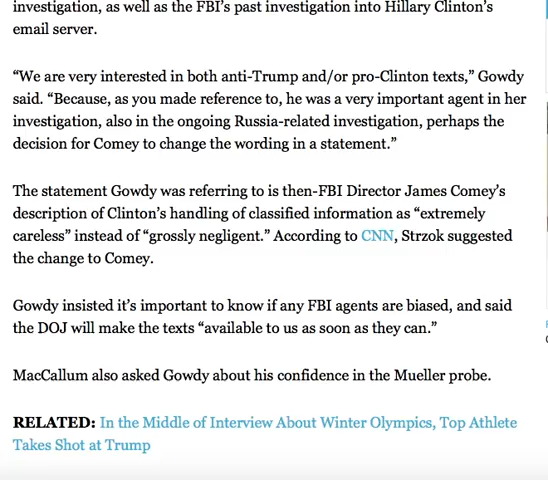 investigation, as well as the FBI’s past investigation into Hillary Clinton’s
email server.
“We are very interested in both anti-Trump and/or pro-Clinton texts,” Gowdy
said. “Because, as you made reference to, he was a very important agent in her
investigation, also in the ongoing Russia-related investigation, perhaps the
decision for Comey to change the wording in a statement.”
The statement Gowdy was referring to is then-FBI Director James Comey’s
description of Clinton’s handling of classified information as “extremely
careless” instead of “grossly negligent.” According to CNN, Strzok suggested
the change to Comey.
Gowdy insisted it’s important to know if any FBI agents are biased, and said
the DOJ will make the texts “available to us as soon as they can.”
MacCallum also asked Gowdy about his confidence in the Mueller probe.
RELATED: In the Middle of Interview About Winter Olympics, Top Athlete
Takes Shot at Trump